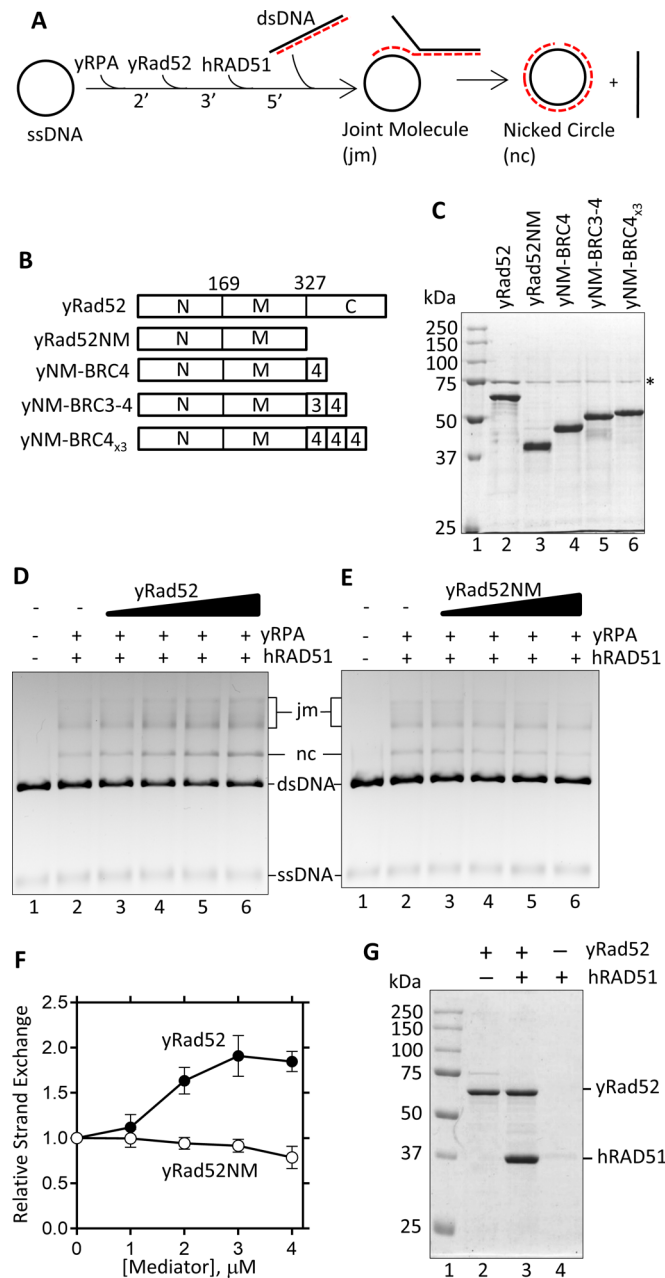 A
dsDNA
yRPA yRad52 hRAD51
2’ 3’ 5’
ssDNA
Joint Molecule
(jm)
+
Nicked Circle
(nc)
B
169 327
yRad52 N M C
yRad52NM N M
yNM-BRC4 N M 4
yNM-BRC3-4 N M 3 4
yNM-BRC4x3 N M 4 4 4
C
yRad52 yRad52NM yNM-BRC4 yNM-BRC3-4 yNM-BRC4x3
kDa
250
150
100
75 *
50
37
25
1 2 3 4 5 6
D
yRad52
- -
- + + + + + yRPA
- + + + + + hRAD51
jm
nc
dsDNA
ssDNA
1 2 3 4 5 6
E
yRad52NM
- -
- + + + + + yRPA
- + + + + + hRAD51
1 2 3 4 5 6
F
Relative Strand Exchange
2.5
2.0
1.5
1.0
0.5
0.0
yRad52
yRad52NM
0 1 2 3 4
[Mediator], μM
G
+ + – yRad52
– + + hRAD51
kDa
250
150
100
75
50
37
25
yRad52
hRAD51
1 2 3 4